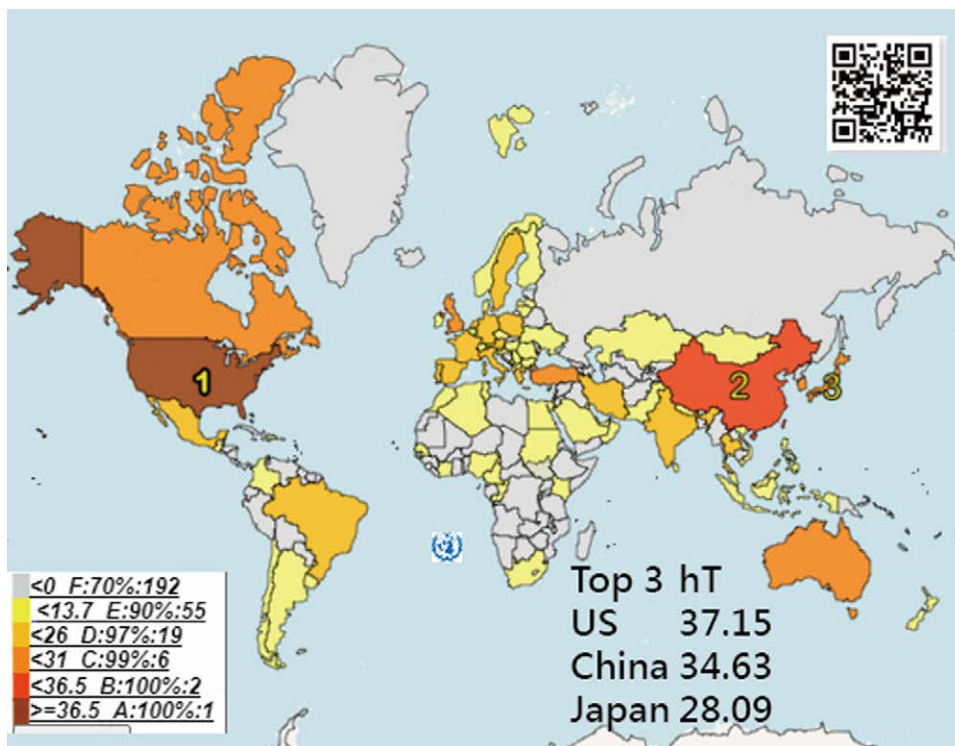 1
2
3
Top 3 hT
US 37.15
China 34.63
Japan 28.09
<0 F:70%:192
<13.7 E:90%:55
<26 D:97%:19
<31 C:99%:6
<36.5 B:100%:2
>=36.5 A:100%:1